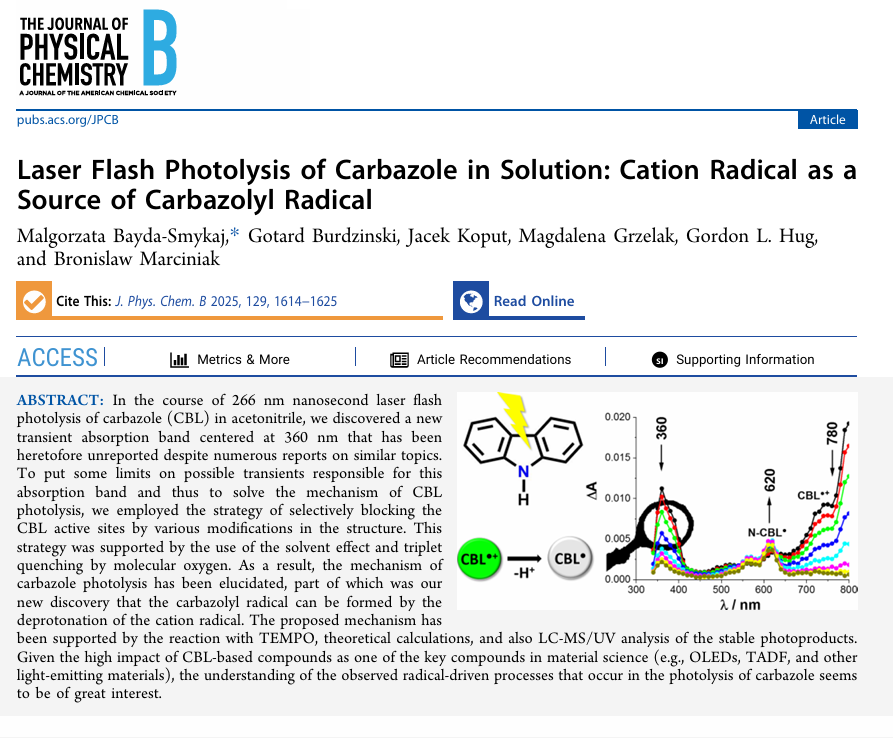 THE JOURNAL OF
PHYSICAL
CHEMISTRY B
A JOURNAL OF THE AMERICAN CHEMICAL SOCIETY
pubs.acs.org/JPCB
Article
Laser Flash Photolysis of Carbazole in Solution: Cation Radical as a
Source of Carbazolyl Radical
Malgorzata Bayda-Smykaj,* Gotard Burdzinski, Jacek Koput, Magdalena Grzelak, Gordon L. Hug,
and Bronislaw Marciniak
Cite This: J. Phys. Chem. B 2025, 129, 1614−1625
Read Online
ACCESS
Metrics & More
Article Recommendations
SI
Supporting Information
ABSTRACT: In the course of 266 nm nanosecond laser flash
photolysis of carbazole (CBL) in acetonitrile, we discovered a new
transient absorption band centered at 360 nm that has been
heretofore unreported despite numerous reports on similar topics.
To put some limits on possible transients responsible for this
absorption band and thus to solve the mechanism of CBL
photolysis, we employed the strategy of selectively blocking the
CBL active sites by various modifications in the structure. This
strategy was supported by the use of the solvent effect and triplet
quenching by molecular oxygen. As a result, the mechanism of
carbazole photolysis has been elucidated, part of which was our
new discovery that the carbazolyl radical can be formed by the
deprotonation of the cation radical. The proposed mechanism has
been supported by the reaction with TEMPO, theoretical calculations, and also LC-MS/UV analysis of the stable photoproducts.
Given the high impact of CBL-based compounds as one of the key compounds in material science (e.g., OLEDs, TADF, and other
light-emitting materials), the understanding of the observed radical-driven processes that occur in the photolysis of carbazole seems
to be of great interest.
N
H
CBL•+
-H+
CBL•
0.020
0.015
0.010
0.005
0.000
ΔA
360
620
780
CBL•+
N-CBL•
300
400
500
600
700
800
λ / nm